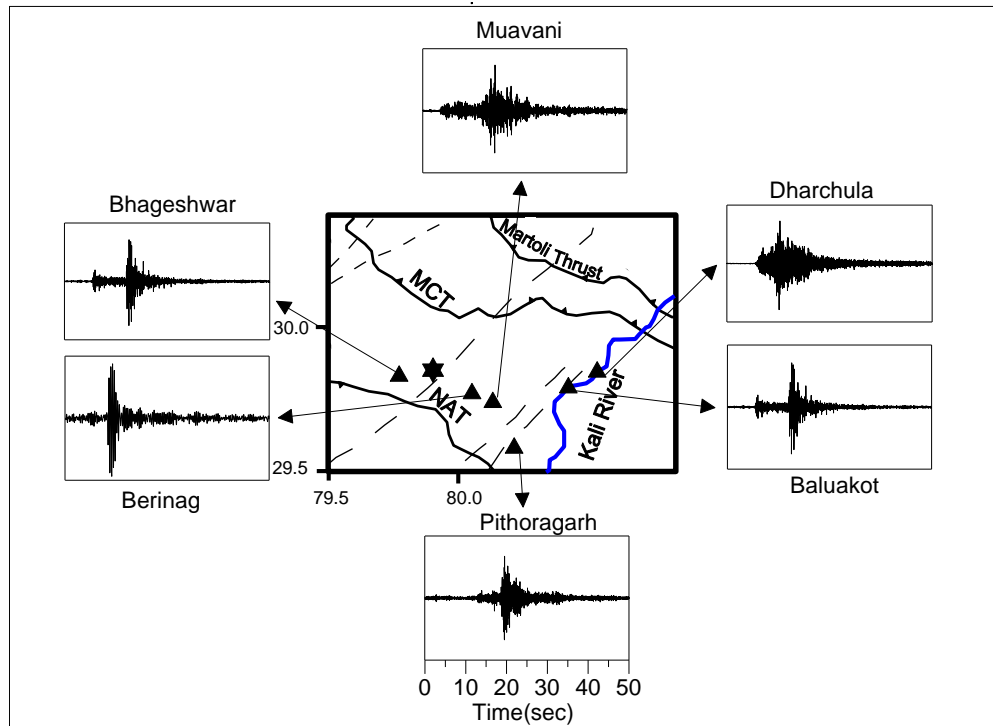 Muavani
Bhageshwar
Dharchula
Martoli Thrust
MCT
30.0
NAT
Kali River
29.5
79.5
80.0
Berinag
Baluakot
Pithoragarh
0 10 20 30 40 50
Time(sec)